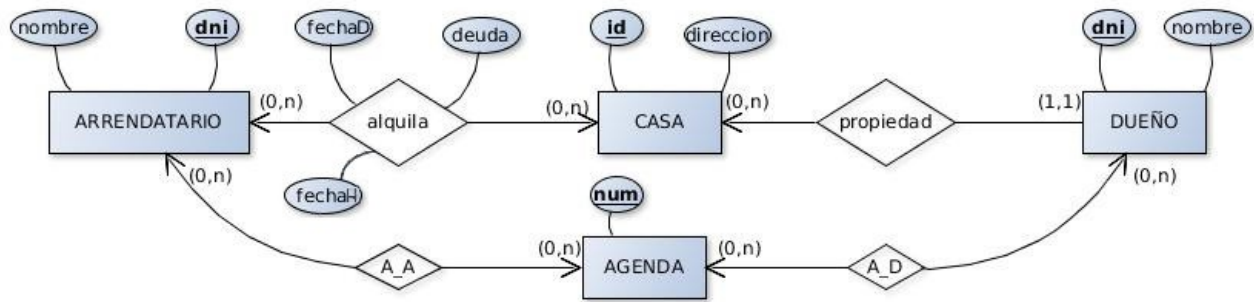 nombre dni fechaD deuda id direccion dni nombre
(0,n) (0,n) (0,n) (1,1)
ARRENDATARIO alquila CASA propiedad DUEÑO
(0,n) (0,n)
fechaH num
(0,n) (0,n)
A_A AGENDA A_D